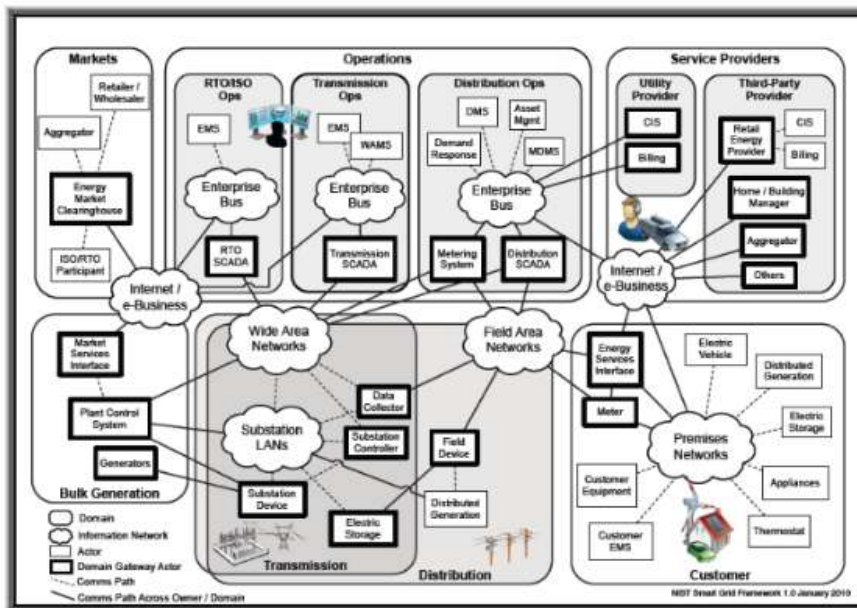 Markets
Retailer /
Wholesaler
Aggregator
Energy
Market
Clearinghouse
ISO/RTO
Participant
Internet /
e-Business
Operations
RTO/ISO
Ops
EMS
Enterprise
Bus
RTO
SCADA
Transmission
Ops
EMS
WAMS
Enterprise
Bus
Transmission
SCADA
Distribution Ops
DMS
Asset
Mgmt
Demand
Response
MDMS
Enterprise
Bus
Metering
System
Distribution
SCADA
Service Providers
Utility
Provider
CIS
Billing
Third-Party
Provider
Retail
Energy
Provider
CIS
Billing
Home / Building
Manager
Aggregator
Others
Internet /
e-Business
Market
Services
Interface
Plant Control
System
Generators
Bulk Generation
Wide Area
Networks
Field Area
Networks
Data
Collector
Substation
LANs
Substation
Controller
Field
Device
Substation
Device
Electric
Storage
Distributed
Generation
Transmission
Distribution
Energy
Services
Interface
Meter
Electric
Vehicle
Distributed
Generation
Electric
Storage
Premises
Networks
Appliances
Customer
Equipment
Customer
EMS
Thermostat
Customer
Domain
Information Network
Actor
Domain Gateway Actor
Comms Path
Comms Path Across Owner / Domain
NIST Smart Grid Framework 1.0 January 2010